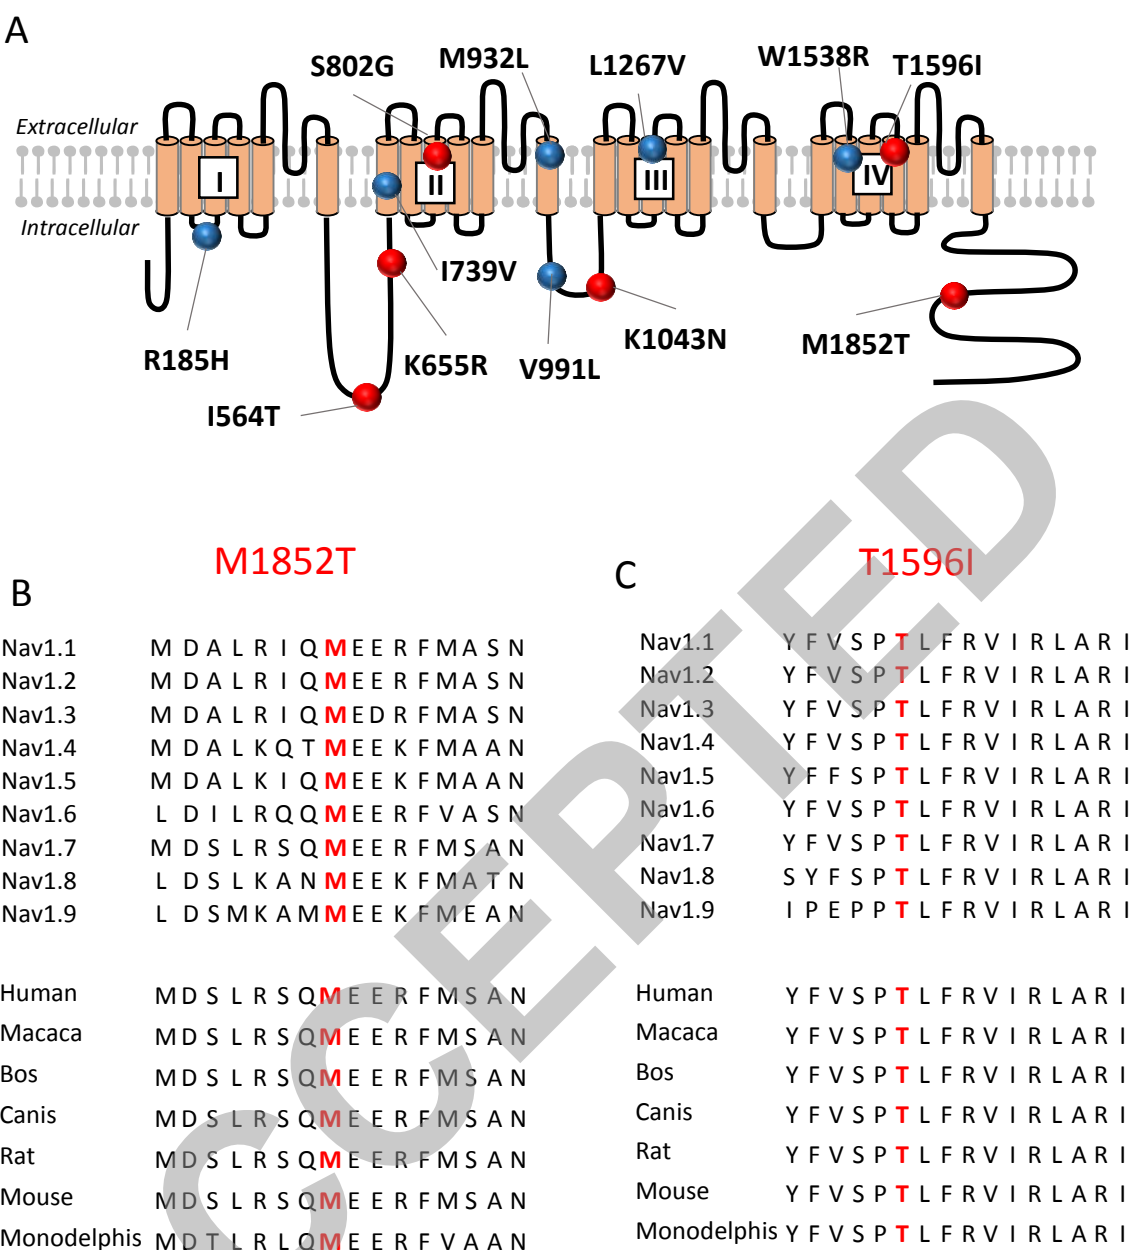 A
S802G
M932L
L1267V
W1538R
T1596I
Extracellular
I
II
III
IV
Intracellular
I739V
R185H
K655R
V991L
K1043N
M1852T
I564T
M1852T
T1596I
B
C
Nav1.1 M D A L R I Q M E E R F M A S N
Nav1.2 M D A L R I Q M E E R F M A S N
Nav1.3 M D A L R I Q M E D R F M A S N
Nav1.4 M D A L K Q T M E E K F M A A N
Nav1.5 M D A L K I Q M E E K F M A A N
Nav1.6 L D I L R Q Q M E E R F V A S N
Nav1.7 M D S L R S Q M E E R F M S A N
Nav1.8 L D S L K A N M E E K F M A T N
Nav1.9 L D S M K A M M E E K F M E A N
Human M D S L R S Q M E E R F M S A N
Macaca M D S L R S Q M E E R F M S A N
Bos M D S L R S Q M E E R F M S A N
Canis M D S L R S Q M E E R F M S A N
Rat M D S L R S Q M E E R F M S A N
Mouse M D S L R S Q M E E R F M S A N
Monodelphis M D T L R L Q M E E R F V A A N
Nav1.1 Y F V S P T L F R V I R L A R I
Nav1.2 Y F V S P T L F R V I R L A R I
Nav1.3 Y F V S P T L F R V I R L A R I
Nav1.4 Y F V S P T L F R V I R L A R I
Nav1.5 Y F F S P T L F R V I R L A R I
Nav1.6 Y F V S P T L F R V I R L A R I
Nav1.7 Y F V S P T L F R V I R L A R I
Nav1.8 S Y F S P T L F R V I R L A R I
Nav1.9 I P E P P T L F R V I R L A R I
Human Y F V S P T L F R V I R L A R I
Macaca Y F V S P T L F R V I R L A R I
Bos Y F V S P T L F R V I R L A R I
Canis Y F V S P T L F R V I R L A R I
Rat Y F V S P T L F R V I R L A R I
Mouse Y F V S P T L F R V I R L A R I
Monodelphis Y F V S P T L F R V I R L A R I
CCEPTED